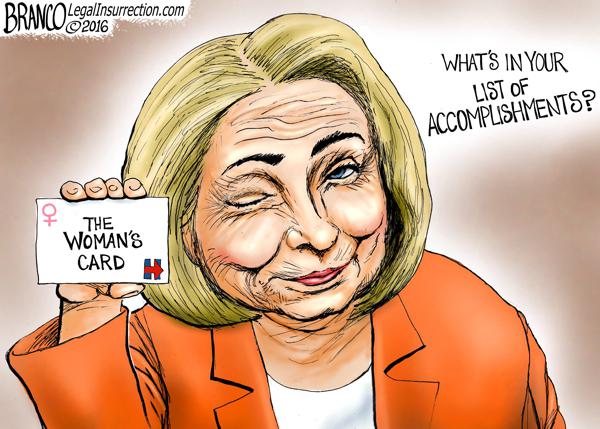 BRANCO LegalInsurrection.com
©2016
WHAT'S IN YOUR
LIST OF
ACCOMPLISHMENTS?
THE
WOMAN'S
CARD
H